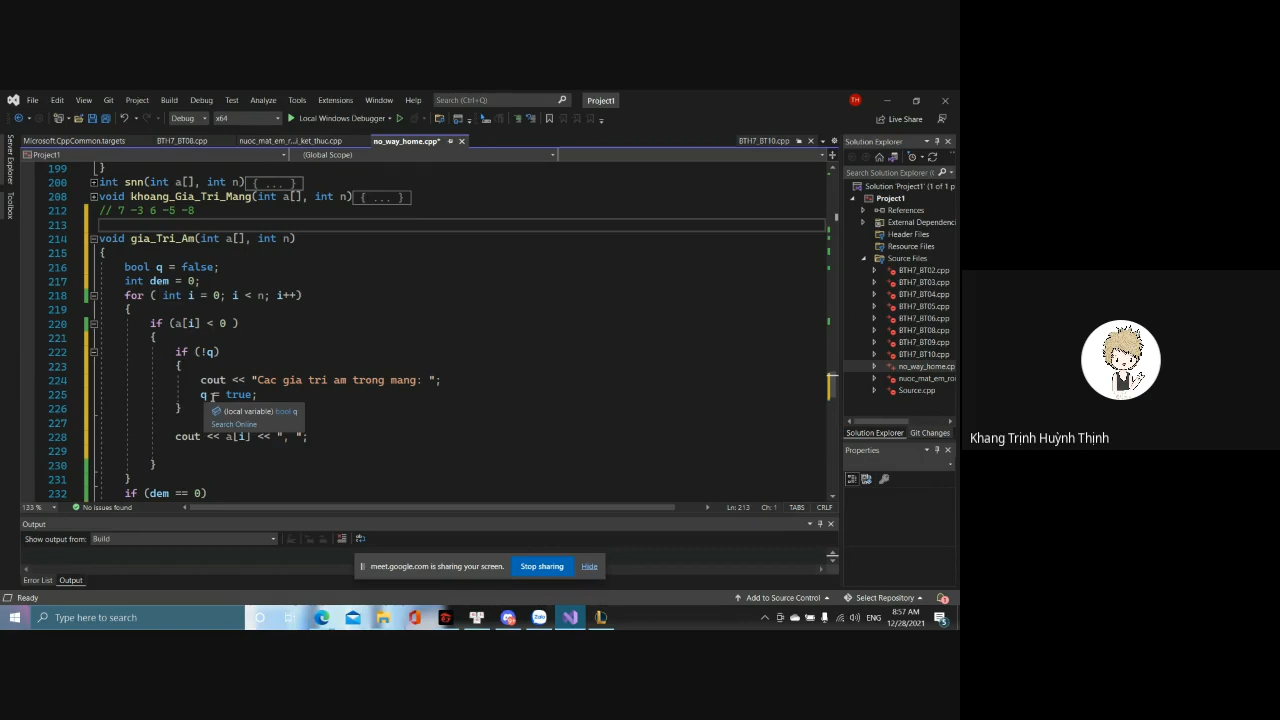 File Edit View Git Project Build Debug Test Analyze Tools Extensions Window Help Search (Ctrl+Q) Project1 TH
Debug x64 Local Windows Debugger Live Share
Microsoft.CppCommon.targets BTH7_BT08.cpp nuoc_mat_em_r...i_ket_thuc.cpp no_way_home.cpp* BTH7_BT10.cpp
Project1 (Global Scope)
Server Explorer
Toolbox
199 }
200 int snn(int a[], int n){ ... }
208 void khoang_Gia_Tri_Mang(int a[], int n){ ... }
212 // 7 -3 6 -5 -8
213
214 void gia_Tri_Am(int a[], int n)
215 {
216 bool q = false;
217 int dem = 0;
218 for ( int i = 0; i < n; i++)
219 {
220 if (a[i] < 0 )
221 {
222 if (!q)
223 {
224 cout << "Cac gia tri am trong mang: ";
225 q = true;
226 }
(local variable) bool q
Search Online
227
228 cout << a[i] << ", ";
229
230 }
231 }
232 if (dem == 0)
133 % No issues found Ln: 213 Ch: 1 TABS CRLF
Solution Explorer
Search Solution Explorer (
Solution 'Project1' (1 of 1 p
Project1
References
External Dependenc
Header Files
Resource Files
Source Files
BTH7_BT02.cpp
BTH7_BT03.cpp
BTH7_BT04.cpp
BTH7_BT05.cpp
BTH7_BT06.cpp
BTH7_BT08.cpp
BTH7_BT09.cpp
BTH7_BT10.cpp
no_way_home.cp
nuoc_mat_em_ro
Source.cpp
Solution Explorer Git Changes
Properties
Output
Show output from: Build
meet.google.com is sharing your screen. Stop sharing Hide
Error List Output
Ready Add to Source Control Select Repository
Type here to search ENG 8:57 AM
12/28/2021
Khang Trịnh Huỳnh Thịnh